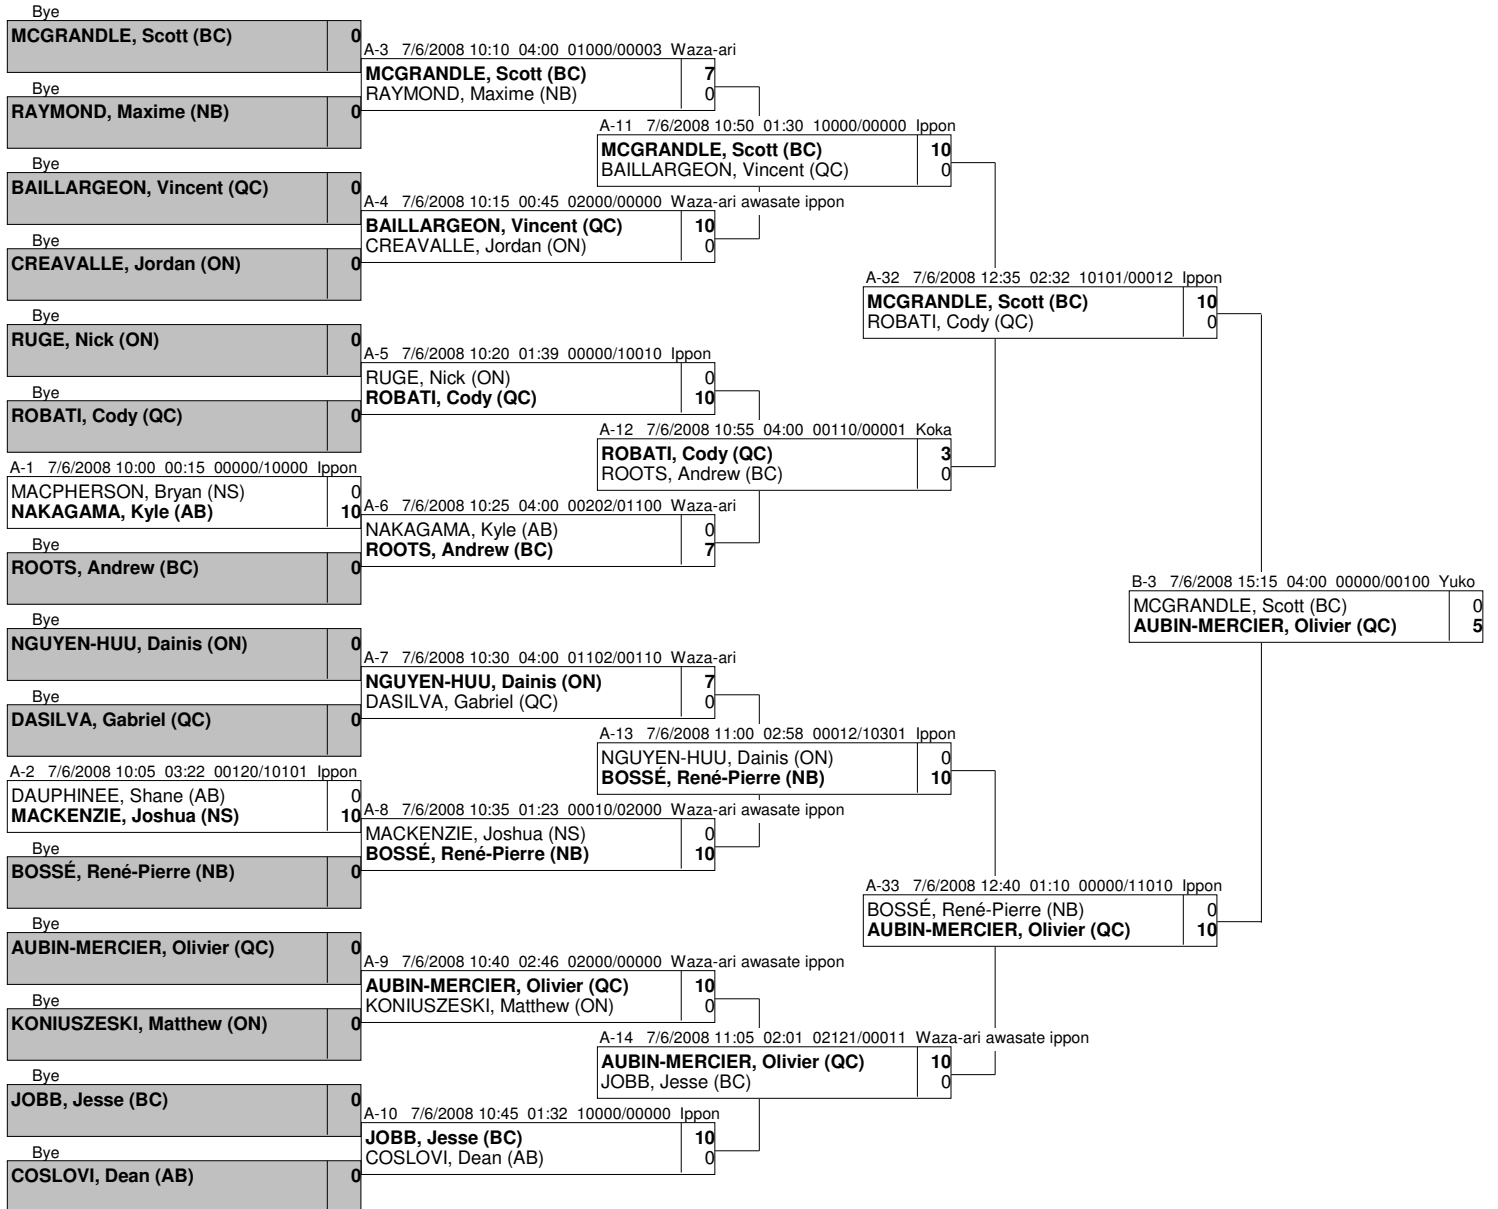 Bye
MCGRANDLE, Scott (BC) 0
Bye
RAYMOND, Maxime (NB) 0
Bye
BAILLARGEON, Vincent (QC) 0
Bye
CREAVALLE, Jordan (ON) 0
Bye
RUGE, Nick (ON) 0
Bye
ROBATI, Cody (QC) 0
A-1 7/6/2008 10:00 00:15 00000/10000 Ippon
MACPHERSON, Bryan (NS) 0
NAKAGAMA, Kyle (AB) 10
Bye
ROOTS, Andrew (BC) 0
Bye
NGUYEN-HUU, Dainis (ON) 0
Bye
DASILVA, Gabriel (QC) 0
A-2 7/6/2008 10:05 03:22 00120/10101 Ippon
DAUPHINEE, Shane (AB) 0
MACKENZIE, Joshua (NS) 10
Bye
BOSSÉ, René-Pierre (NB) 0
Bye
AUBIN-MERCIER, Olivier (QC) 0
Bye
KONIUSZESKI, Matthew (ON) 0
Bye
JOBB, Jesse (BC) 0
Bye
COSLOVI, Dean (AB) 0
A-3 7/6/2008 10:10 04:00 01000/00003 Waza-ari
MCGRANDLE, Scott (BC) 7
RAYMOND, Maxime (NB) 0
A-4 7/6/2008 10:15 00:45 02000/00000 Waza-ari awasate ippon
BAILLARGEON, Vincent (QC) 10
CREAVALLE, Jordan (ON) 0
A-5 7/6/2008 10:20 01:39 00000/10010 Ippon
RUGE, Nick (ON) 0
ROBATI, Cody (QC) 10
A-6 7/6/2008 10:25 04:00 00202/01100 Waza-ari
NAKAGAMA, Kyle (AB) 0
ROOTS, Andrew (BC) 7
A-7 7/6/2008 10:30 04:00 01102/00110 Waza-ari
NGUYEN-HUU, Dainis (ON) 7
DASILVA, Gabriel (QC) 0
A-8 7/6/2008 10:35 01:23 00010/02000 Waza-ari awasate ippon
MACKENZIE, Joshua (NS) 0
BOSSÉ, René-Pierre (NB) 10
A-9 7/6/2008 10:40 02:46 02000/00000 Waza-ari awasate ippon
AUBIN-MERCIER, Olivier (QC) 10
KONIUSZESKI, Matthew (ON) 0
A-10 7/6/2008 10:45 01:32 10000/00000 Ippon
JOBB, Jesse (BC) 10
COSLOVI, Dean (AB) 0
A-11 7/6/2008 10:50 01:30 10000/00000 Ippon
MCGRANDLE, Scott (BC) 10
BAILLARGEON, Vincent (QC) 0
A-12 7/6/2008 10:55 04:00 00110/00001 Koka
ROBATI, Cody (QC) 3
ROOTS, Andrew (BC) 0
A-13 7/6/2008 11:00 02:58 00012/10301 Ippon
NGUYEN-HUU, Dainis (ON) 0
BOSSÉ, René-Pierre (NB) 10
A-14 7/6/2008 11:05 02:01 02121/00011 Waza-ari awasate ippon
AUBIN-MERCIER, Olivier (QC) 10
JOBB, Jesse (BC) 0
A-32 7/6/2008 12:35 02:32 10101/00012 Ippon
MCGRANDLE, Scott (BC) 10
ROBATI, Cody (QC) 0
A-33 7/6/2008 12:40 01:10 00000/11010 Ippon
BOSSÉ, René-Pierre (NB) 0
AUBIN-MERCIER, Olivier (QC) 10
B-3 7/6/2008 15:15 04:00 00000/00100 Yuko
MCGRANDLE, Scott (BC) 0
AUBIN-MERCIER, Olivier (QC) 5